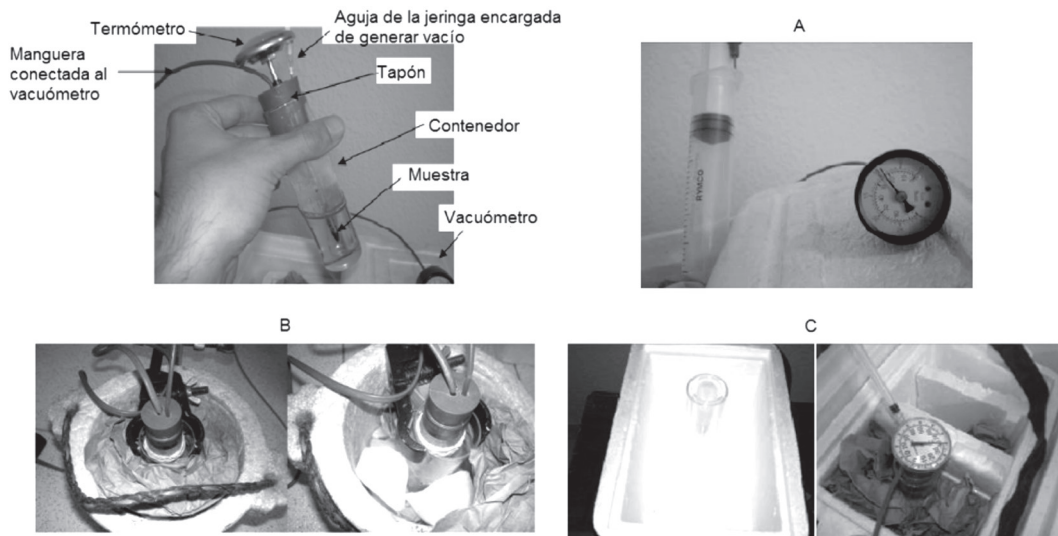 Termómetro
Aguja de la jeringa encargada
de generar vacío
Manguera
conectada al
vacuómetro
Tapón
Contenedor
Muestra
Vacuómetro
A
RYMCO
B
C